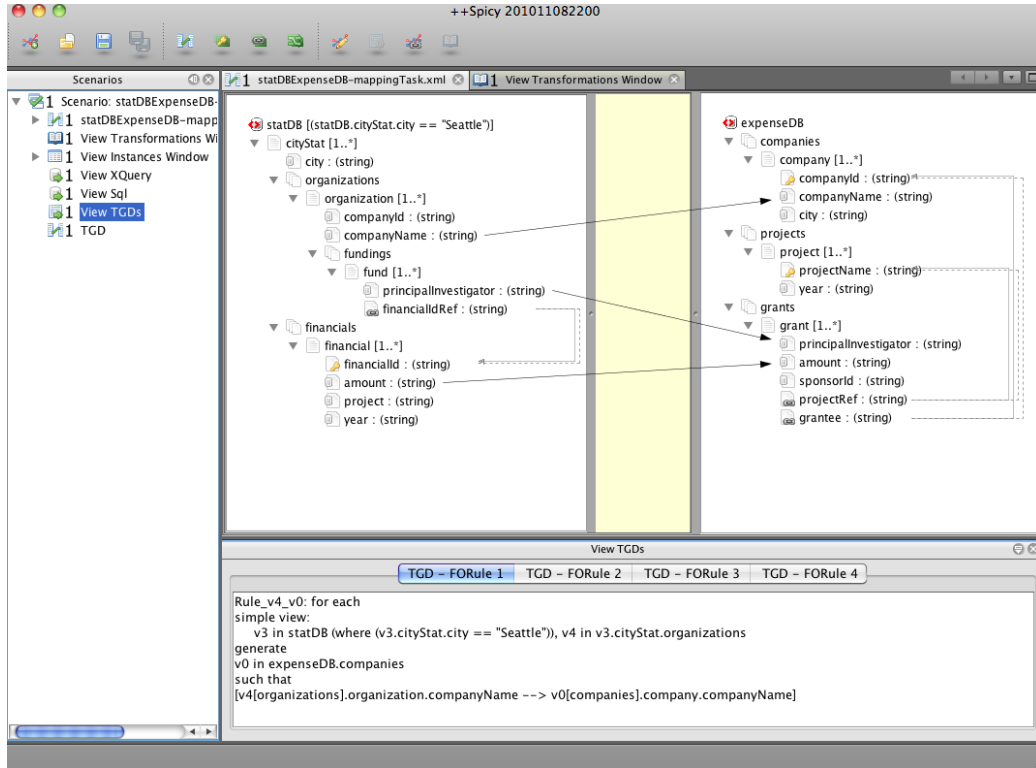 ++Spicy 201011082200
Scenarios
1 Scenario: statDBExpenseDB-
1 statDBExpenseDB-mapp
1 View Transformations Wi
1 View Instances Window
1 View XQuery
1 View Sql
1 View TGDs
1 TGD
1 statDBExpenseDB-mappingTask.xml
1 View Transformations Window
statDB [(statDB.cityStat.city == "Seattle")]
cityStat [1..*]
city : (string)
organizations
organization [1..*]
companyId : (string)
companyName : (string)
fundings
fund [1..*]
principalInvestigator : (string)
financialIdRef : (string)
financials
financial [1..*]
financialId : (string)
amount : (string)
project : (string)
year : (string)
expenseDB
companies
company [1..*]
companyId : (string)
companyName : (string)
city : (string)
projects
project [1..*]
projectName : (string)
year : (string)
grants
grant [1..*]
principalInvestigator : (string)
amount : (string)
sponsorId : (string)
projectRef : (string)
grantee : (string)
View TGDs
TGD - FORule 1 TGD - FORule 2 TGD - FORule 3 TGD - FORule 4
Rule_v4_v0: for each
simple view:
v3 in statDB (where (v3.cityStat.city == "Seattle")), v4 in v3.cityStat.organizations
generate
v0 in expenseDB.companies
such that
[v4[organizations].organization.companyName --> v0[companies].company.companyName]